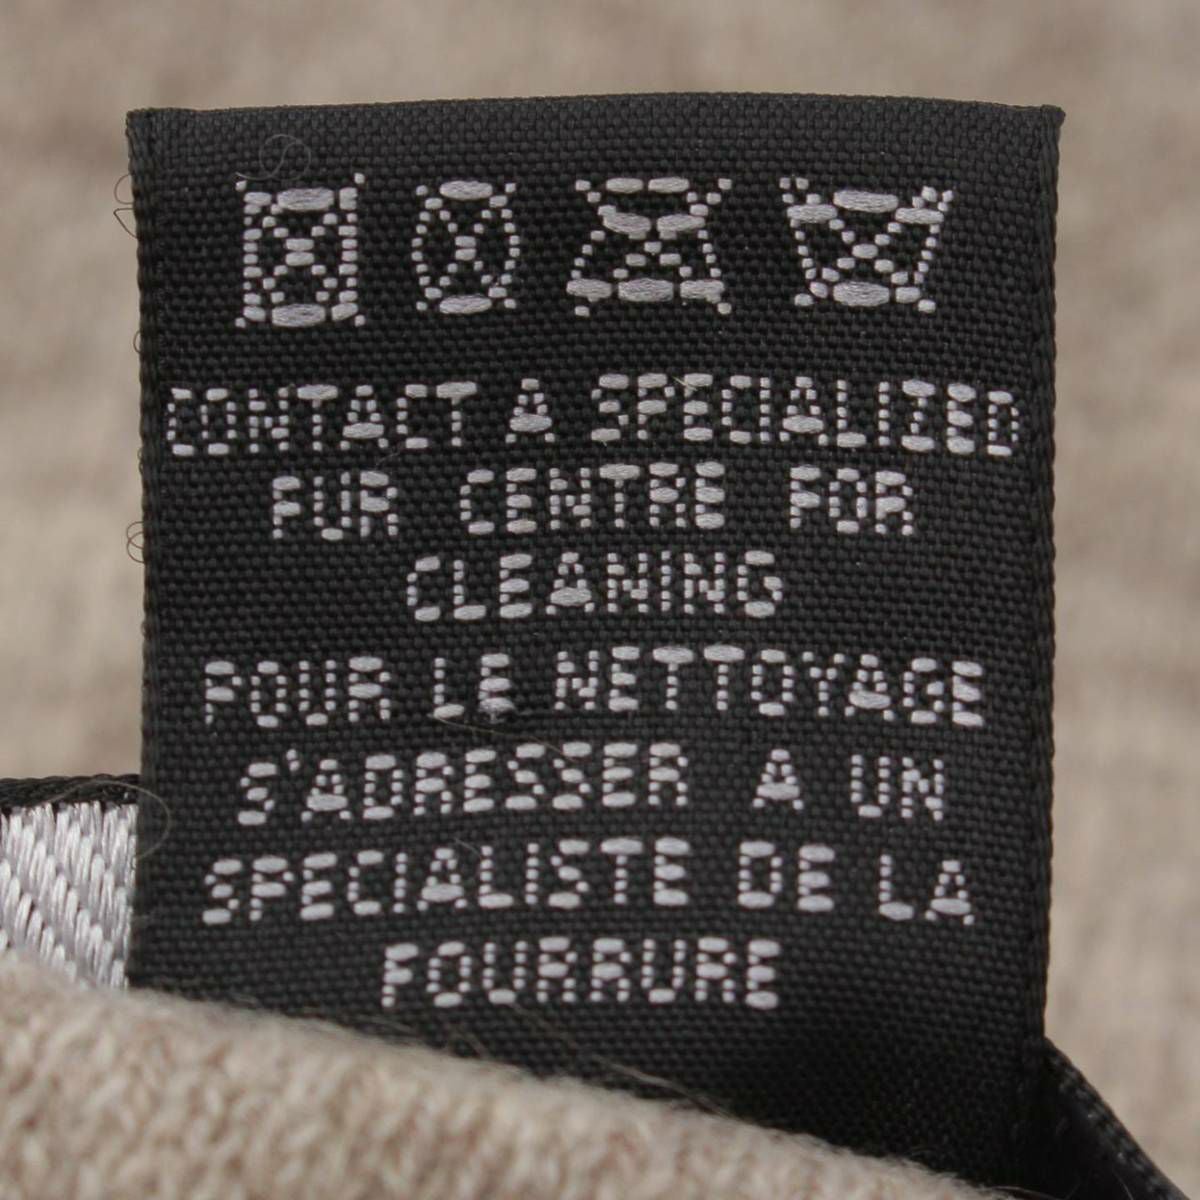 CONTACT A SPECIALIZED
FUR CENTRE FOR
CLEANING
POUR LE NETTOYAGE
S'ADRESSER A UN
SPECIALISTE DE LA
FOURRURE